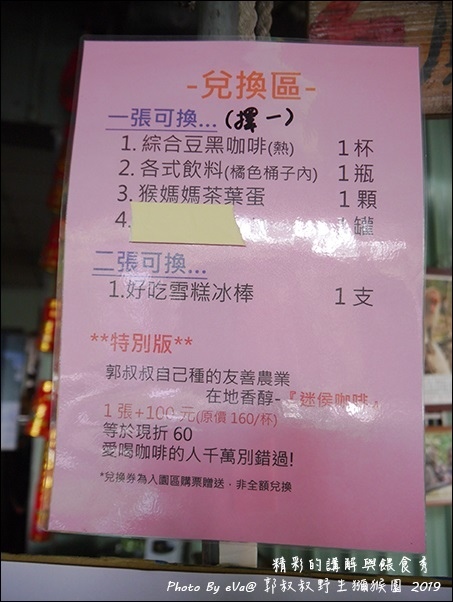 -兌換區-
一張可換... (擇一)
1. 綜合豆黑咖啡(熱) 1杯
2. 各式飲料(橘色桶子內) 1瓶
3. 猴媽媽茶葉蛋 1顆
4. 1罐
二張可換...
1.好吃雪糕冰棒 1支
**特別版**
郭叔叔自己種的友善農業
在地香醇-『迷侯咖啡』
1張+100元(原價160/杯)
等於現折60
愛喝咖啡的人千萬別錯過!
*兌換券為入園區購票贈送，非全額兌換
精彩的講解與餵食秀
Photo By eVa@ 郭叔叔野生獼猴園 2019